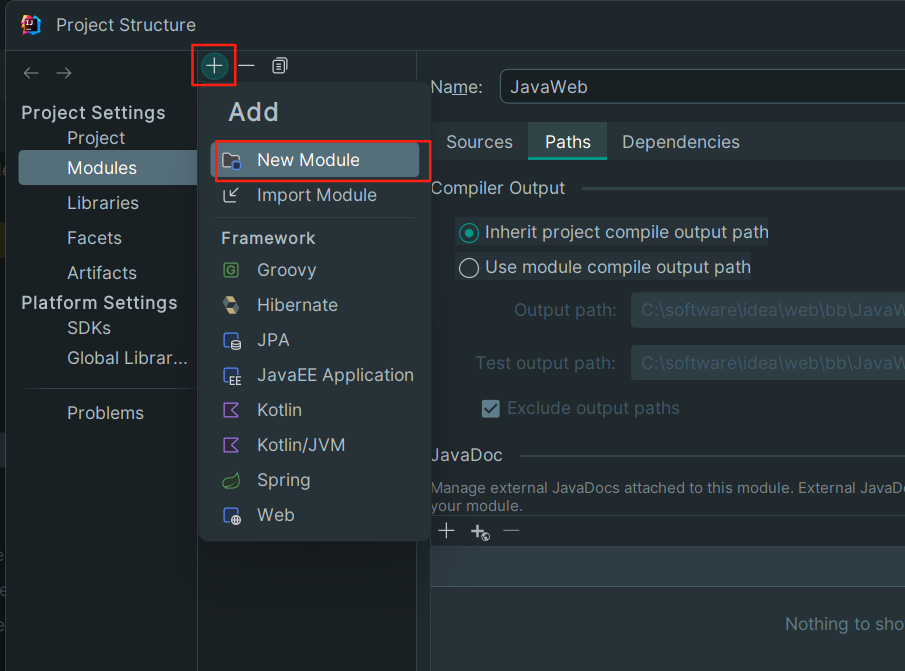 Project Structure
Project Settings
Project
Modules
Libraries
Facets
Artifacts
Platform Settings
SDKs
Global Librar...
Problems
Add
New Module
Import Module
Framework
Groovy
Hibernate
JPA
JavaEE Application
Kotlin
Kotlin/JVM
Spring
Web
Name: JavaWeb
Sources Paths Dependencies
Compiler Output
Inherit project compile output path
Use module compile output path
Output path: C:\software\idea\web\bb\JavaW
Test output path: C:\software\idea\web\bb\JavaW
Exclude output paths
JavaDoc
Manage external JavaDocs attached to this module. External JavaD
your module.
Nothing to sho